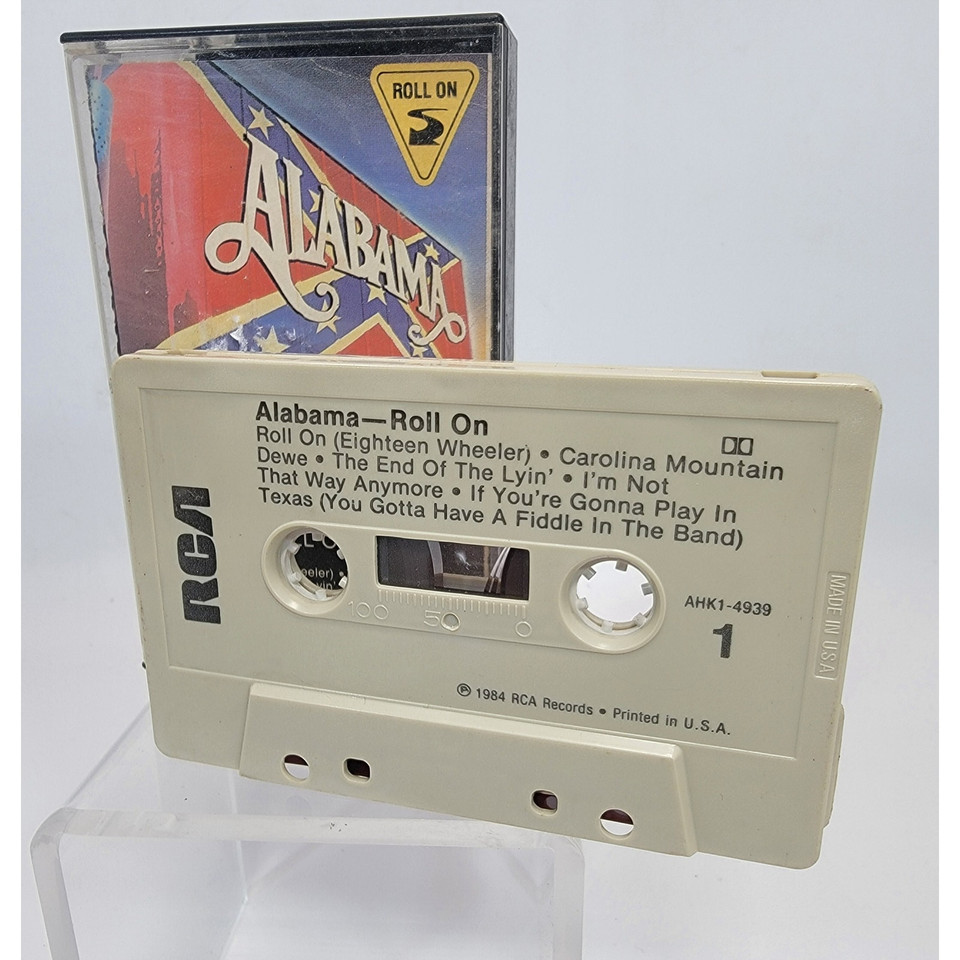 ROLL ON
ALABAMA
Alabama—Roll On
Roll On (Eighteen Wheeler) • Carolina Mountain
Dewe • The End Of The Lyin' • I'm Not
That Way Anymore • If You're Gonna Play In
Texas (You Gotta Have A Fiddle In The Band)
RCA
100 50 0
AHK1-4939
1
MADE IN USA
℗ 1984 RCA Records • Printed in U.S.A.